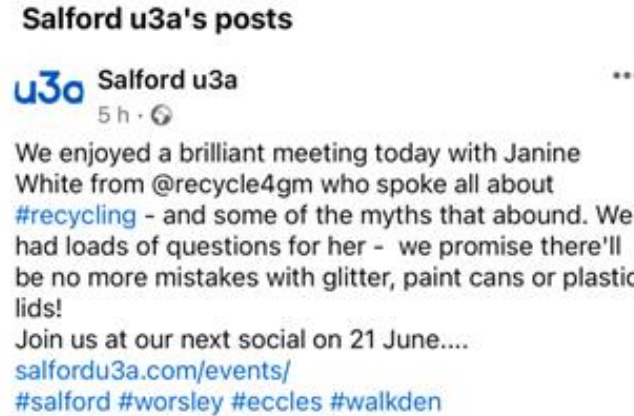 Salford u3a's posts
u3a Salford u3a
5 h ·
We enjoyed a brilliant meeting today with Janine
White from @recycle4gm who spoke all about
#recycling - and some of the myths that abound. We
had loads of questions for her - we promise there'll
be no more mistakes with glitter, paint cans or plastic
lids!
Join us at our next social on 21 June....
salfordu3a.com/events/
#salford #worsley #eccles #walkden